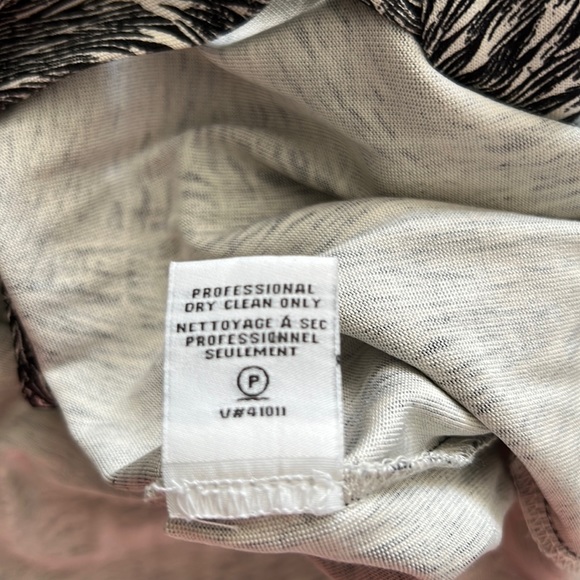 PROFESSIONAL
DRY CLEAN ONLY
NETTOYAGE Á SEC
PROFESSIONNEL
SEULEMENT
P
V#41011